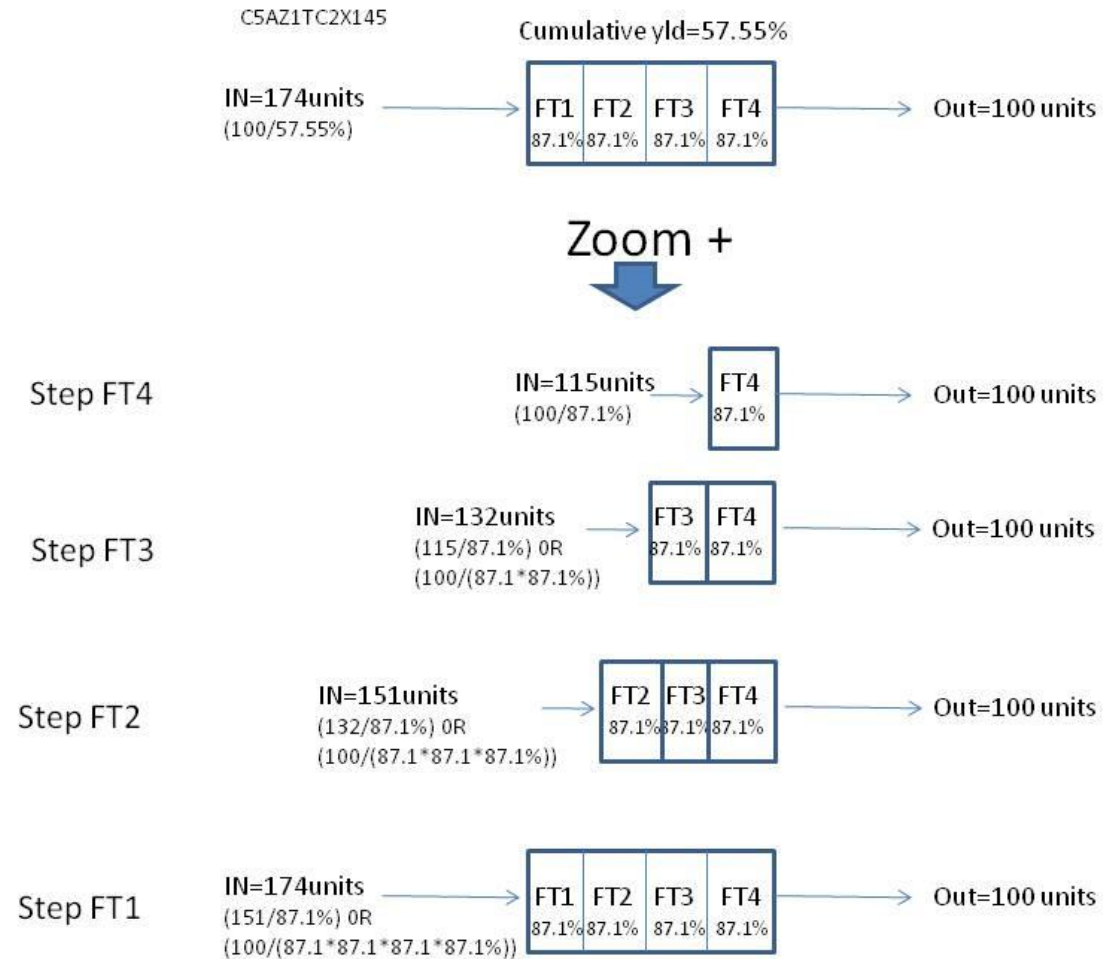 C5AZ1TC2X145
Cumulative yld=57.55%
IN=174units
(100/57.55%)
FT1 FT2 FT3 FT4
87.1% 87.1% 87.1% 87.1%
Out=100 units
Zoom +
Step FT4
IN=115units
(100/87.1%)
FT4
87.1%
Out=100 units
Step FT3
IN=132units
(115/87.1%) 0R
(100/(87.1*87.1%))
FT3 FT4
87.1% 87.1%
Out=100 units
Step FT2
IN=151units
(132/87.1%) 0R
(100/(87.1*87.1*87.1%))
FT2 FT3 FT4
87.1% 87.1% 87.1%
Out=100 units
Step FT1
IN=174units
(151/87.1%) 0R
(100/(87.1*87.1*87.1*87.1%))
FT1 FT2 FT3 FT4
87.1% 87.1% 87.1% 87.1%
Out=100 units